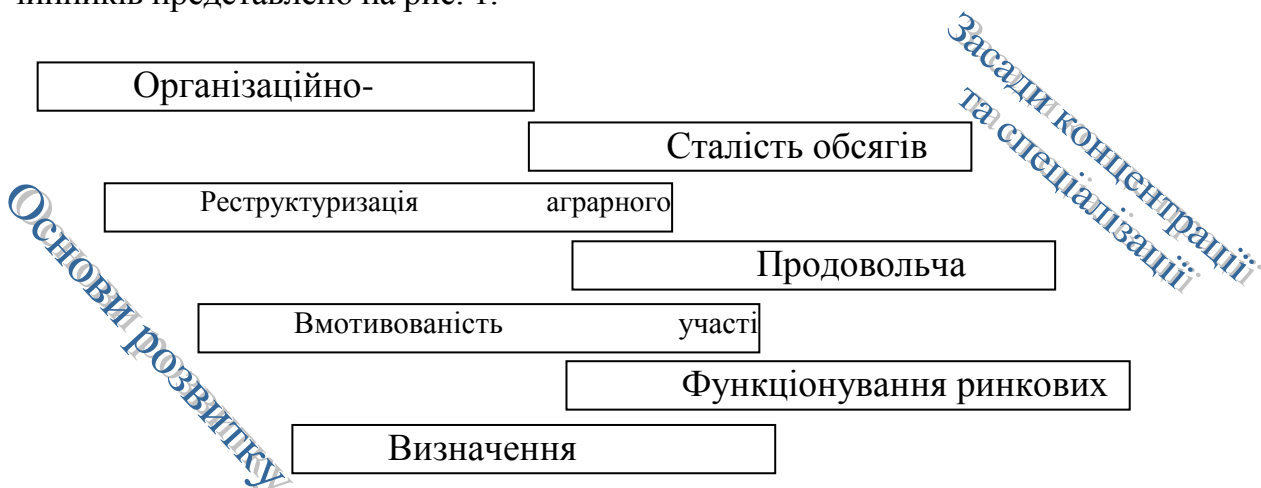 чинників представлено на рис. 1.
Організаційно-
Сталість обсягів
Реструктуризація аграрного
Продовольча
Вмотивованість участі
Функціонування ринкових
Визначення
Основи розвитку
Засади концентрації
та спеціалізації